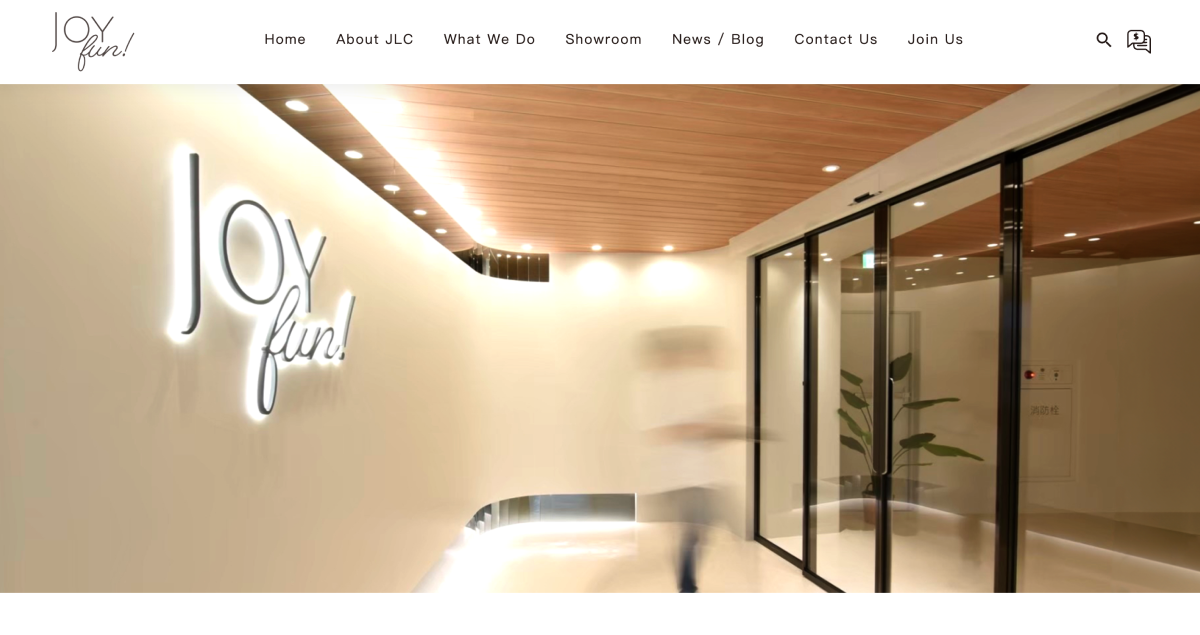 JOY
fun!
Home
About JLC
What We Do
Showroom
News / Blog
Contact Us
Join Us
$
JOY
fun!
消防栓